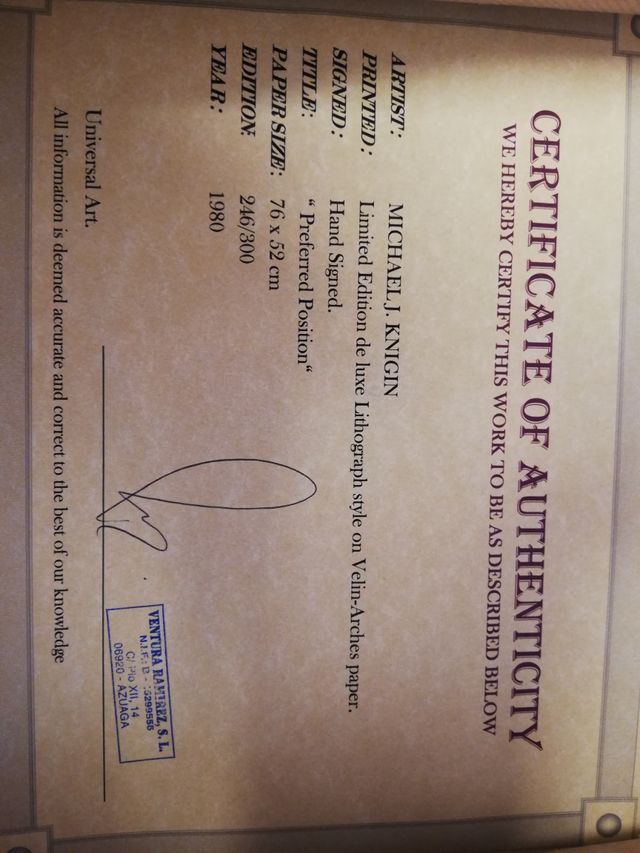 CERTIFICATE OF AUTHENTICITY
WE HEREBY CERTIFY THIS WORK TO BE AS DESCRIBED BELOW
ARTIST: MICHAEL J. KNIGIN
PRINTED: Limited Edition de luxe Lithograph style on Velin-Arches paper.
SIGNED: Hand Signed.
TITLE: “ Preferred Position“
PAPER SIZE: 76 x 52 cm
EDITION: 246/300
YEAR: 1980
VENTURA RAMIREZ, S. L.
N.I.F.: B -
C/ Pio XII, 14
06920 - AZUAGA
Universal Art.
All information is deemed accurate and correct to the best of our knowledge